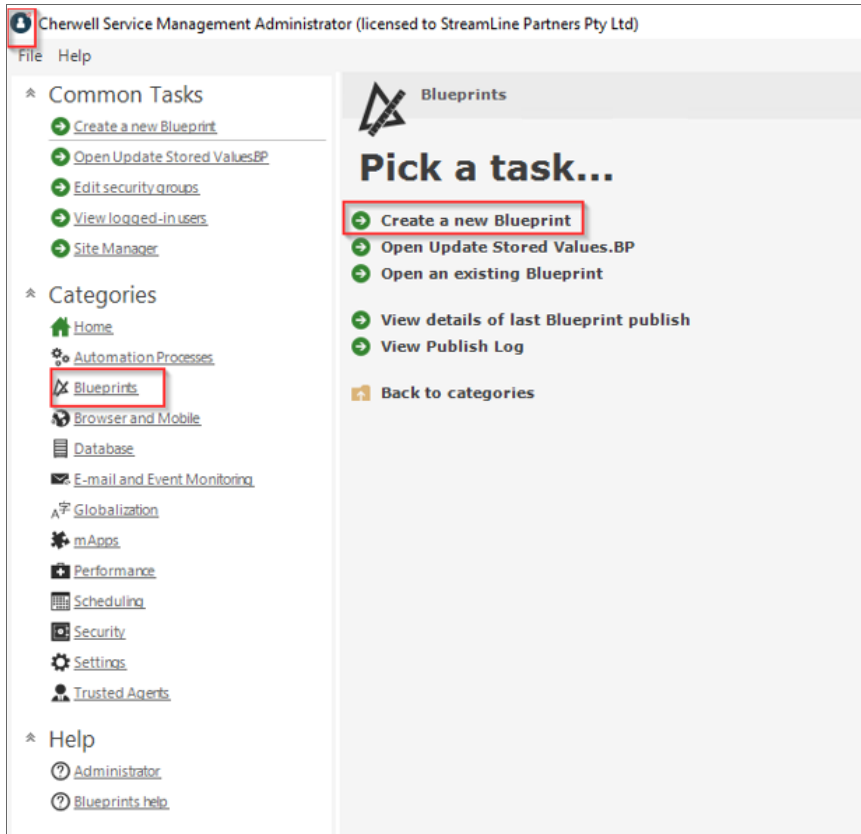 Cherwell Service Management Administrator (licensed to StreamLine Partners Pty Ltd)
File Help
Common Tasks
Create a new Blueprint
Open Update Stored Values.BP
Edit security groups
View logged-in users
Site Manager
Categories
Home
Automation Processes
Blueprints
Browser and Mobile
Database
E-mail and Event Monitoring
A字 Globalization
mApps
Performance
Scheduling
Security
Settings
Trusted Agents
Help
Administrator
Blueprints help
Blueprints
Pick a task...
Create a new Blueprint
Open Update Stored Values.BP
Open an existing Blueprint
View details of last Blueprint publish
View Publish Log
Back to categories